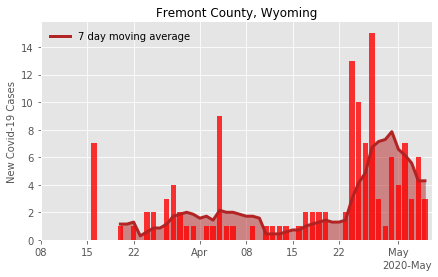 Fremont County, Wyoming
7 day moving average
New Covid-19 Cases
14
12
10
8
6
4
2
0
08 15 22 Apr 08 15 22 May
2020-May